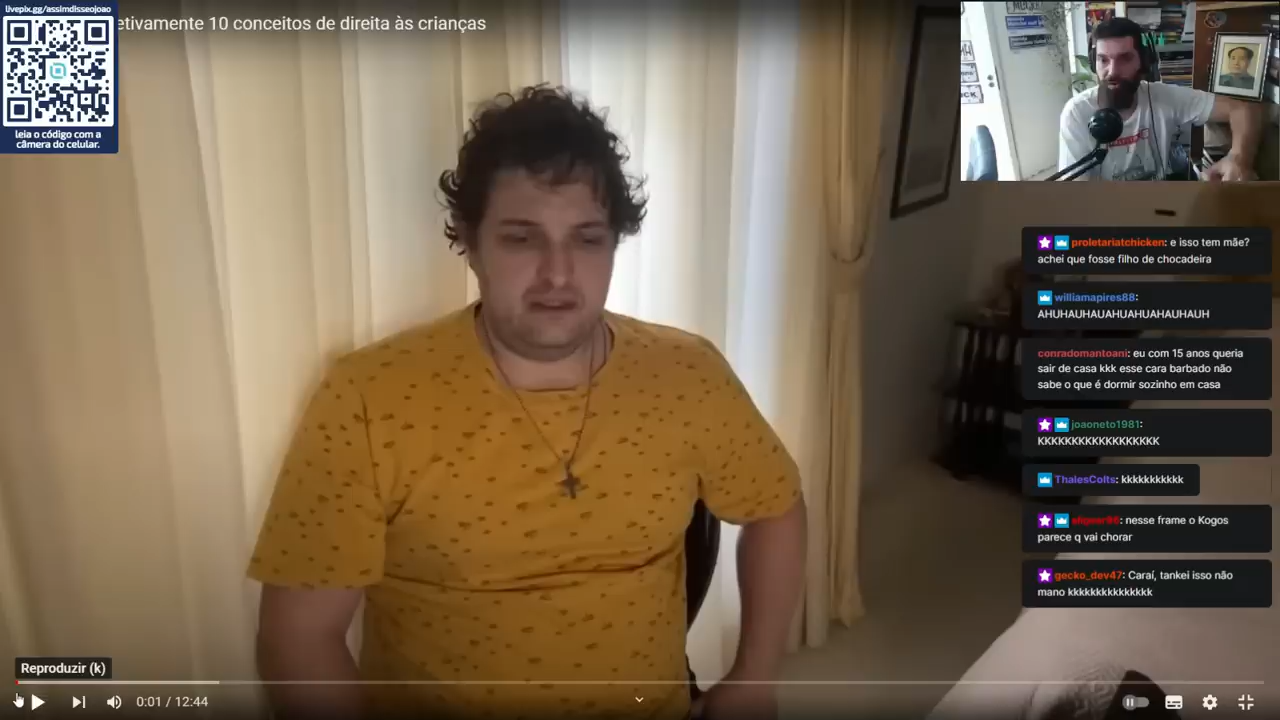 livepix.gg/assimdisseojoao
etivamente 10 conceitos de direita às crianças
leia o código com a
câmera do celular.
proletariatchicken: e isso tem mãe?
achei que fosse filho de chocadeira
williamapires88:
AHUHAUHAUAHUAHUAHAUHAUH
conradomantoani: eu com 15 anos queria
sair de casa kkk esse cara barbado não
sabe o que é dormir sozinho em casa
joaoneto1981:
KKKKKKKKKKKKKKKKKK
ThalesColts: kkkkkkkkkkk
: nesse frame o Kogos
parece q vai chorar
gecko_dev47: Caraí, tankei isso não
mano kkkkkkkkkkkkkkk
Reproduzir (k)
0:01 / 12:44